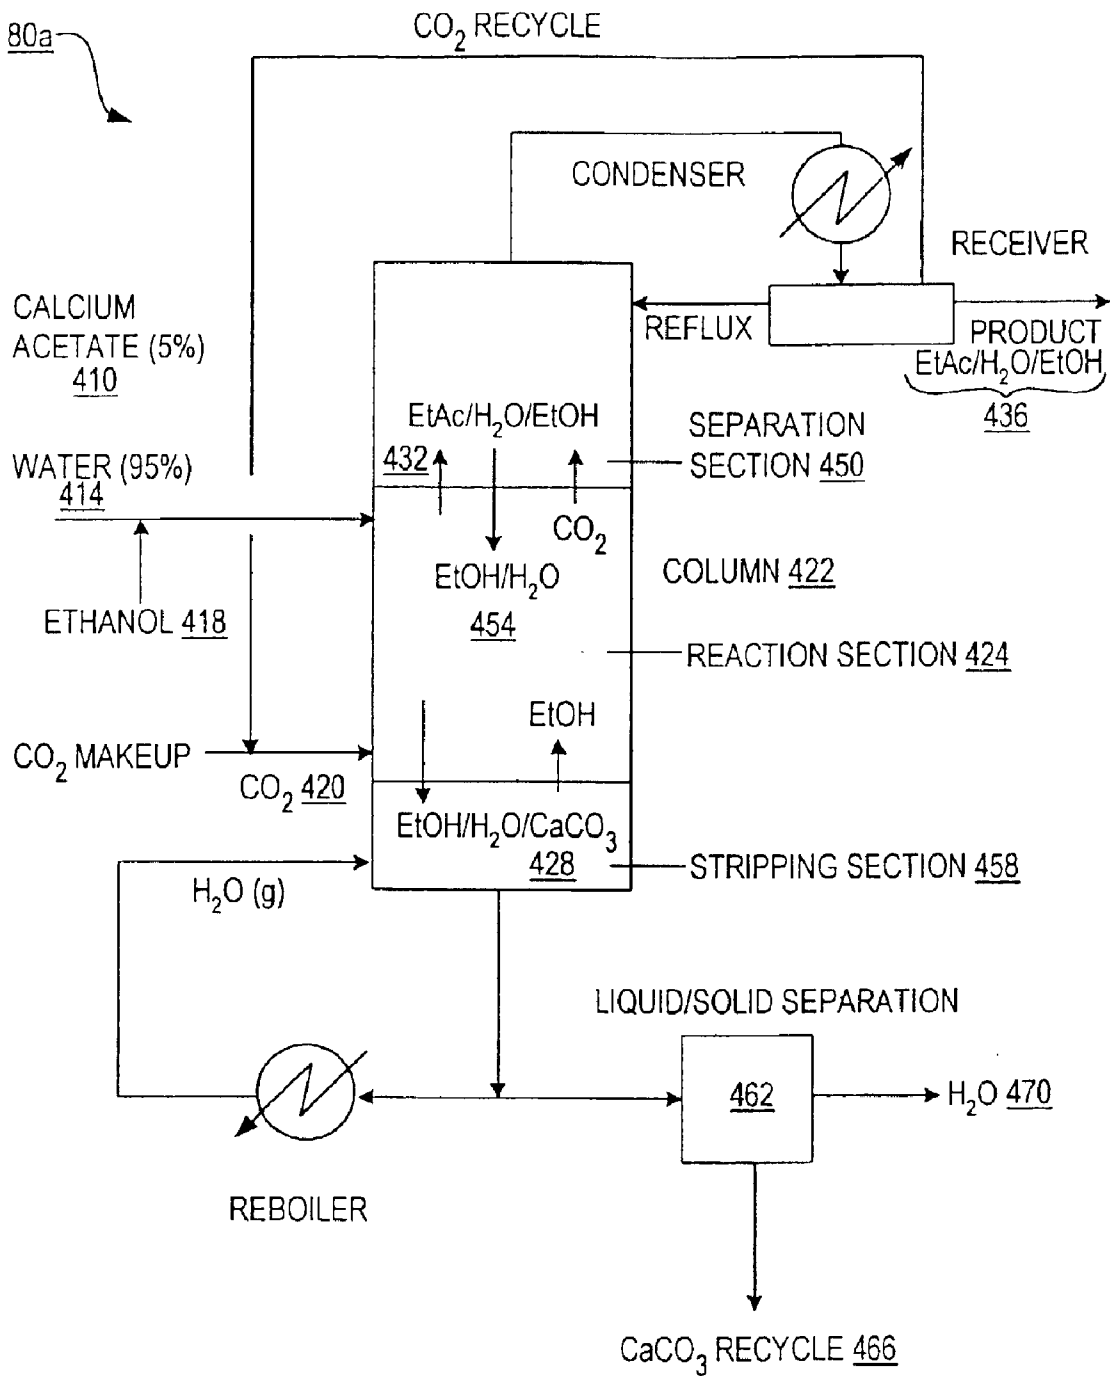 80a
CO2 RECYCLE
CONDENSER
RECEIVER
CALCIUM
ACETATE (5%)
410
REFLUX
PRODUCT
EtAc/H2O/EtOH
436
EtAc/H2O/EtOH
432
SEPARATION
SECTION 450
WATER (95%)
414
CO2
EtOH/H2O
454
COLUMN 422
ETHANOL 418
REACTION SECTION 424
EtOH
CO2 MAKEUP
CO2 420
EtOH/H2O/CaCO3
428
STRIPPING SECTION 458
H2O (g)
LIQUID/SOLID SEPARATION
462
H2O 470
REBOILER
CaCO3 RECYCLE 466